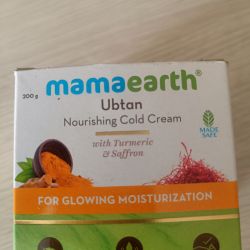 mamaearth®
200 g
Ubtan
Nourishing Cold Cream
with Turmeric
& Saffron
MADE
SAFE
FOR GLOWING MOISTURIZATION